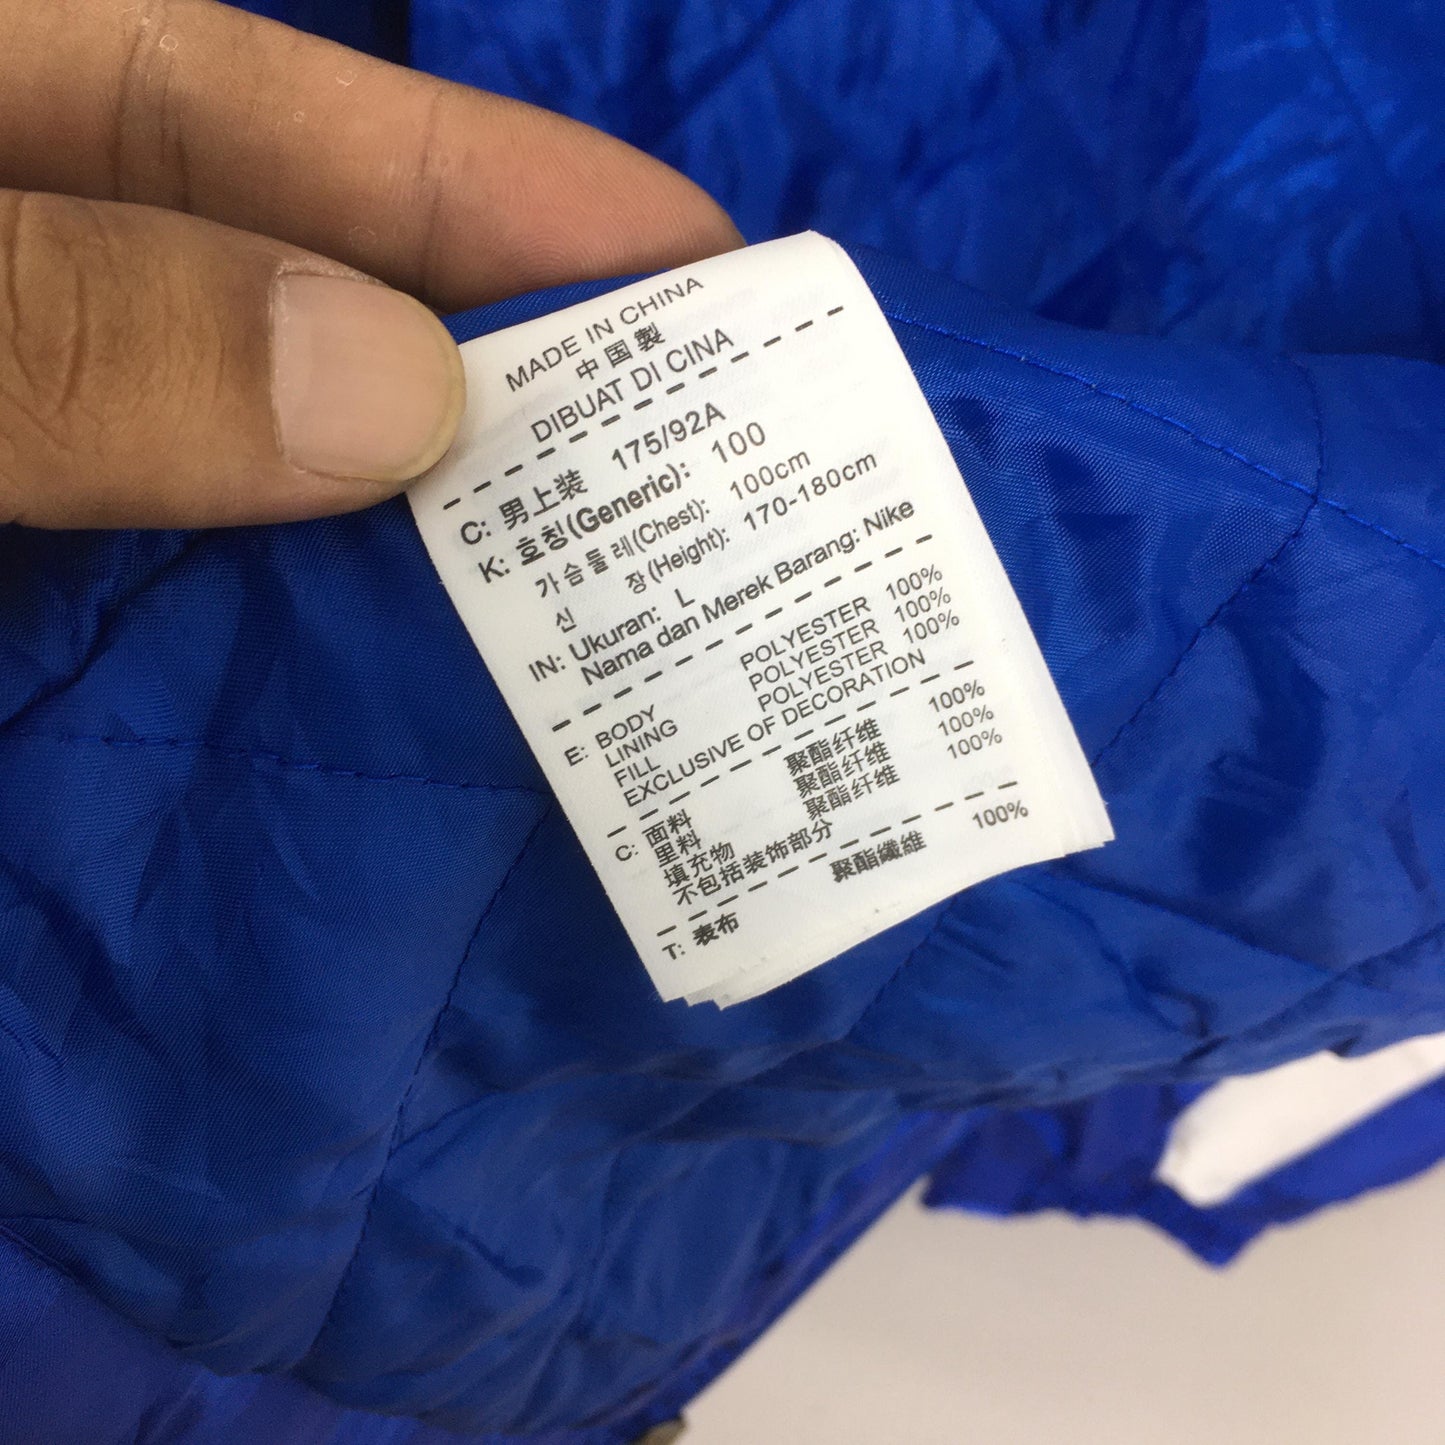 MADE IN CHINA
中国製
DIBUAT DI CINA
C: 男上装 175/92A
K: 호칭(Generic): 100
가슴둘레(Chest): 100cm
신 장(Height): 170-180cm
IN: Ukuran: L
Nama dan Merek Barang: Nike
E: BODY POLYESTER 100%
LINING POLYESTER 100%
FILL POLYESTER 100%
EXCLUSIVE OF DECORATION
C: 面料 聚酯纤维 100%
里料 聚酯纤维 100%
填充物 聚酯纤维 100%
不包括装饰部分
T: 表布 聚酯纖維 100%